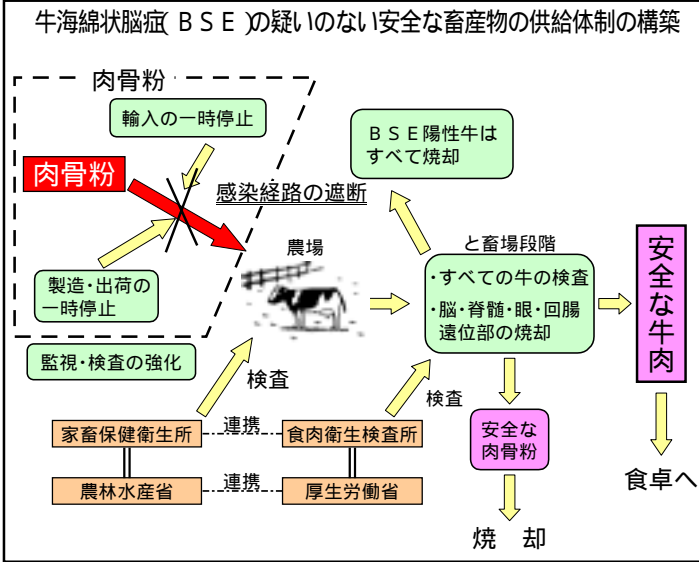 牛海綿状脳症(BSE)の疑いのない安全な畜産物の供給体制の構築
肉骨粉
輸入の一時停止
肉骨粉
感染経路の遮断
製造・出荷の
一時停止
監視・検査の強化
BSE陽性牛は
すべて焼却
農場
と畜場段階
・すべての牛の検査
・脳・脊髄・眼・回腸
遠位部の焼却
安全な牛肉
食卓へ
検査
検査
家畜保健衛生所
連携
食肉衛生検査所
農林水産省
連携
厚生労働省
安全な
肉骨粉
焼 却